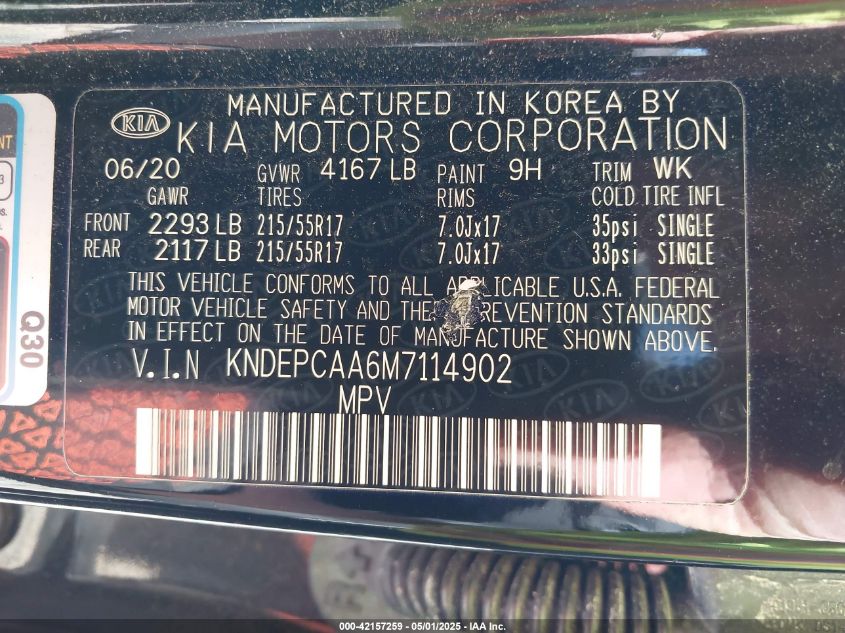 MANUFACTURED IN KOREA BY
KIA KIA MOTORS CORPORATION
06/20 GVWR 4167 LB PAINT 9H TRIM WK
GAWR TIRES RIMS COLD TIRE INFL
FRONT 2293 LB 215/55R17 7.0Jx17 35psi SINGLE
REAR 2117 LB 215/55R17 7.0Jx17 33psi SINGLE
THIS VEHICLE CONFORMS TO ALL APPLICABLE U.S.A. FEDERAL
MOTOR VEHICLE SAFETY AND THEFT PREVENTION STANDARDS
IN EFFECT ON THE DATE OF MANUFACTURE SHOWN ABOVE.
V.I.N KNDEPCAA6M7114902
MPV
Q30
000-42157259 - 05/01/2025 - IAA Inc.